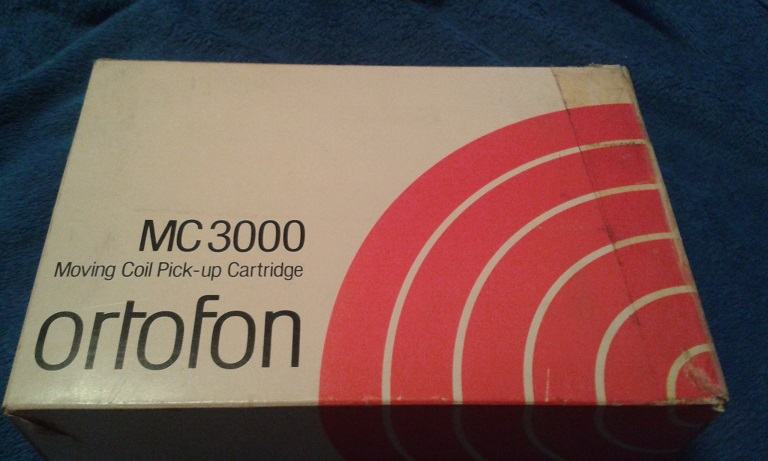 MC 3000
Moving Coil Pick-up Cartridge
ortofon